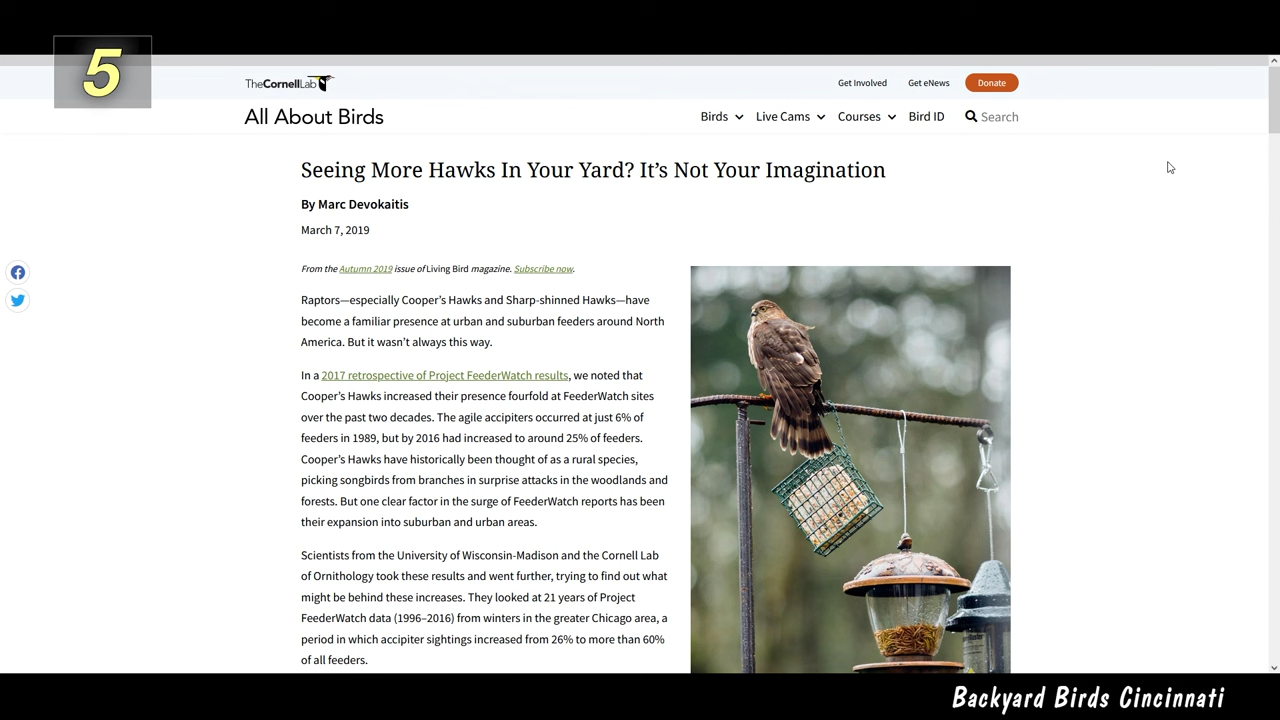 5
TheCornellLab
Get Involved
Get eNews
Donate
All About Birds
Birds
Live Cams
Courses
Bird ID
Search
Seeing More Hawks In Your Yard? It’s Not Your Imagination
By Marc Devokaitis
March 7, 2019
From the Autumn 2019 issue of Living Bird magazine. Subscribe now.
Raptors—especially Cooper’s Hawks and Sharp-shinned Hawks—have
become a familiar presence at urban and suburban feeders around North
America. But it wasn’t always this way.
In a 2017 retrospective of Project FeederWatch results, we noted that
Cooper’s Hawks increased their presence fourfold at FeederWatch sites
over the past two decades. The agile accipiters occurred at just 6% of
feeders in 1989, but by 2016 had increased to around 25% of feeders.
Cooper’s Hawks have historically been thought of as a rural species,
picking songbirds from branches in surprise attacks in the woodlands and
forests. But one clear factor in the surge of FeederWatch reports has been
their expansion into suburban and urban areas.
Scientists from the University of Wisconsin-Madison and the Cornell Lab
of Ornithology took these results and went further, trying to find out what
might be behind these increases. They looked at 21 years of Project
FeederWatch data (1996–2016) from winters in the greater Chicago area, a
period in which accipiter sightings increased from 26% to more than 60%
of all feeders.
Backyard Birds Cincinnati